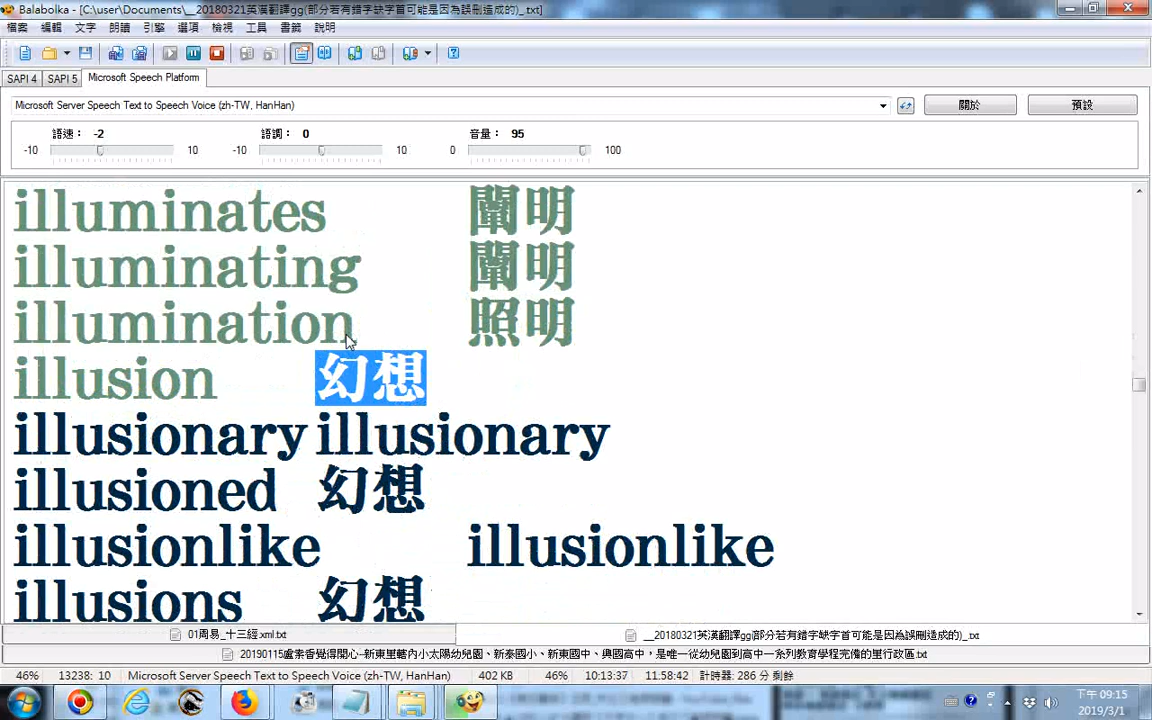 Balabolka - [C:\user\Documents\__20180321英漢翻譯gg(部分若有錯字缺字首可能是因為誤刪造成的)_.txt]
檔案 編輯 文字 朗讀 引擎 選項 檢視 工具 書籤 說明
SAPI 4 SAPI 5 Microsoft Speech Platform
Microsoft Server Speech Text to Speech Voice (zh-TW, HanHan) 關於 預設
語速： -2 語調： 0 音量： 95
-10 10 -10 10 0 100
illuminates 闡明
illuminating 闡明
illumination 照明
illusion 幻想
illusionary illusionary
illusioned 幻想
illusionlike illusionlike
illusions 幻想
01周易_十三經.xml.txt __20180321英漢翻譯gg(部分若有錯字缺字首可能是因為誤刪造成的)_.txt
20190115盧素香覺得開心--新東里轄內小太陽幼兒園、新泰國小、新東國中、興國高中，是唯一從幼兒園到高中一系列教育學程完備的里行政區.txt
46% 13238: 10 Microsoft Server Speech Text to Speech Voice (zh-TW, HanHan) 402 KB 46% 10:13:37 11:58:42 計時器: 286 分 剩餘
下午 09:15
2019/3/1